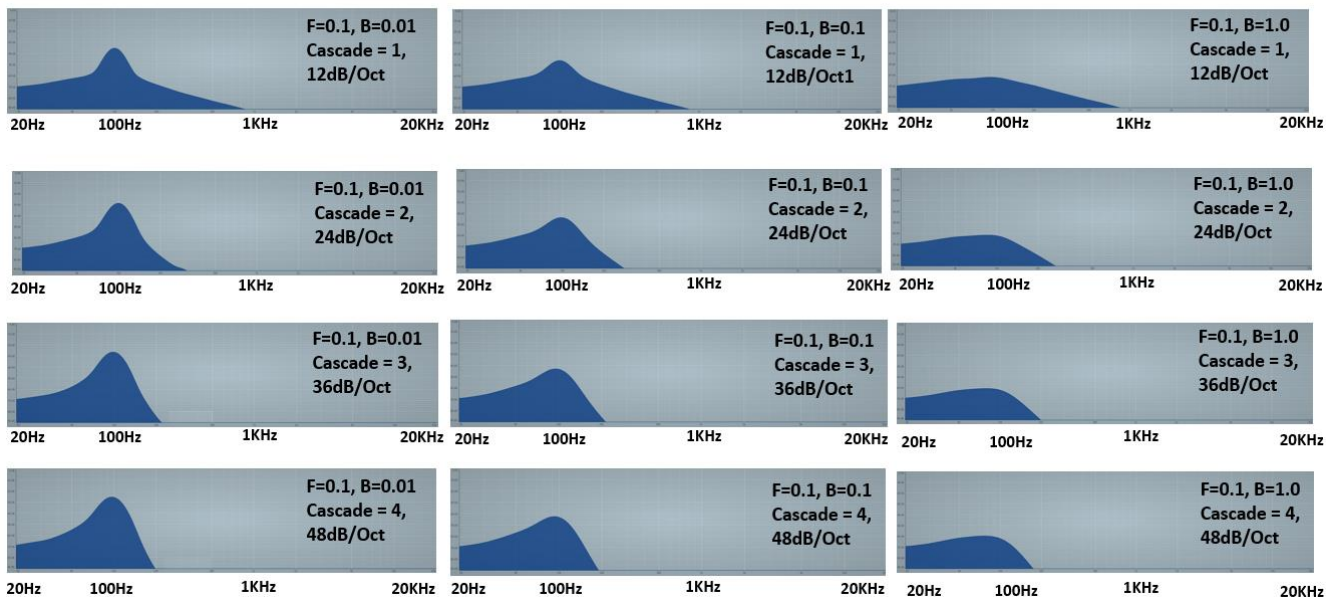 F=0.1, B=0.01
Cascade = 1,
12dB/Oct
20Hz 100Hz 1KHz 20KHz
F=0.1, B=0.1
Cascade = 1,
12dB/Oct1
20Hz 100Hz 1KHz 20KHz
F=0.1, B=1.0
Cascade = 1,
12dB/Oct
20Hz 100Hz 1KHz 20KHz
F=0.1, B=0.01
Cascade = 2,
24dB/Oct
20Hz 100Hz 1KHz 20KHz
F=0.1, B=0.1
Cascade = 2,
24dB/Oct
20Hz 100Hz 1KHz 20KHz
F=0.1, B=1.0
Cascade = 2,
24dB/Oct
20Hz 100Hz 1KHz 20KHz
F=0.1, B=0.01
Cascade = 3,
36dB/Oct
20Hz 100Hz 1KHz 20KHz
F=0.1, B=0.1
Cascade = 3,
36dB/Oct
20Hz 100Hz 1KHz 20KHz
F=0.1, B=1.0
Cascade = 3,
36dB/Oct
20Hz 100Hz 1KHz 20KHz
F=0.1, B=0.01
Cascade = 4,
48dB/Oct
20Hz 100Hz 1KHz 20KHz
F=0.1, B=0.1
Cascade = 4,
48dB/Oct
20Hz 100Hz 1KHz 20KHz
F=0.1, B=1.0
Cascade = 4,
48dB/Oct
20Hz 100Hz 1KHz 20KHz